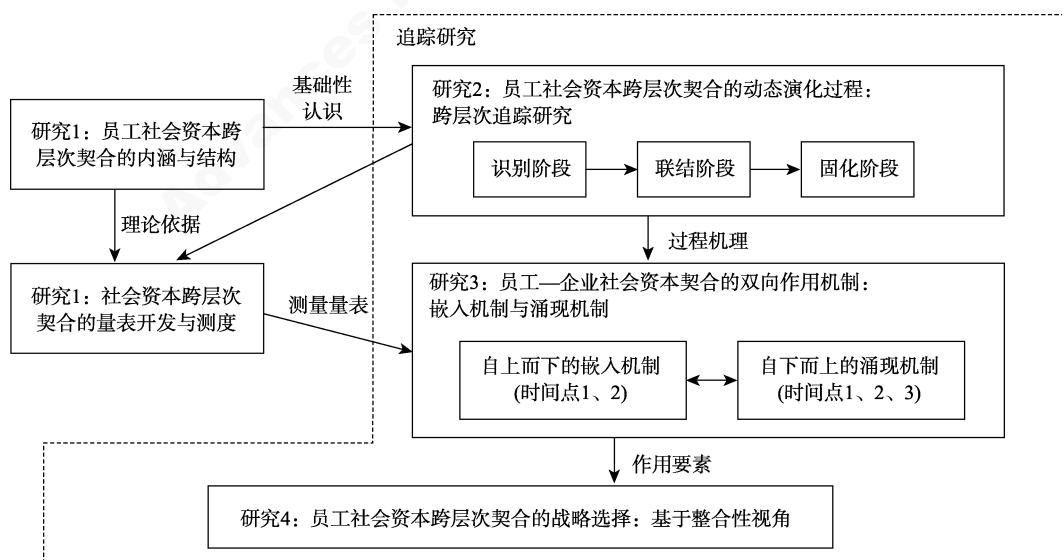 追踪研究
基础性
认识
研究1：员工社会资本跨
层次契合的内涵与结构
研究2：员工社会资本跨层次契合的动态演化过程：
跨层次追踪研究
识别阶段
联结阶段
固化阶段
理论依据
过程机理
研究1：社会资本跨层次
契合的量表开发与测度
测量量表
研究3：员工—企业社会资本契合的双向作用机制：
嵌入机制与涌现机制
自上而下的嵌入机制
(时间点1、2)
自下而上的涌现机制
(时间点1、2、3)
作用要素
研究4：员工社会资本跨层次契合的战略选择：基于整合性视角
Advances